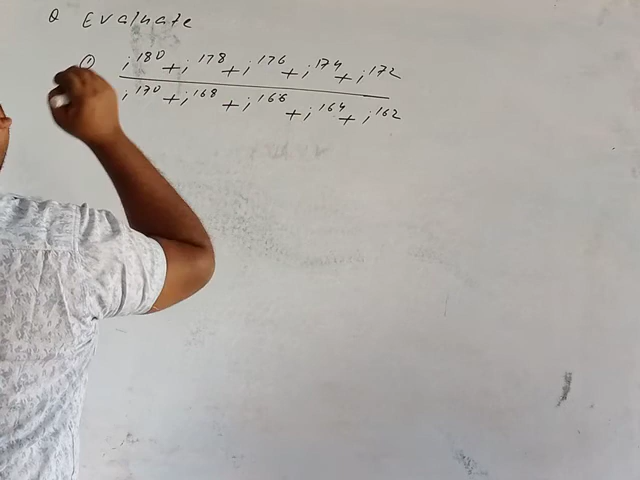 Q Evaluate
① i^180 + i^178 + i^176 + i^174 + i^172
i^170 + i^168 + i^166 + i^164 + i^162